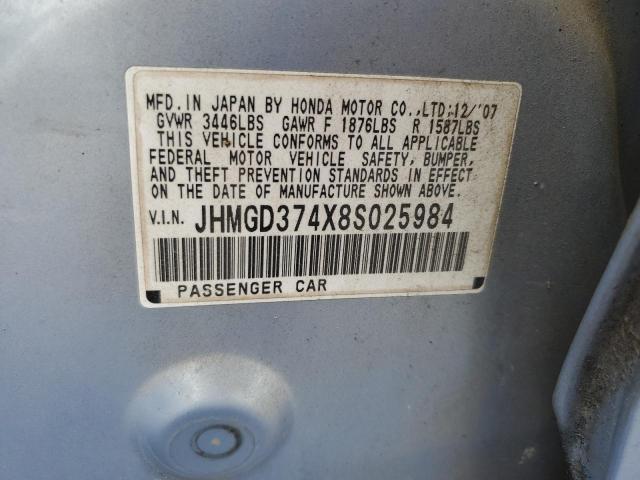 MFD. IN JAPAN BY HONDA MOTOR CO., LTD; 12/'07
GVWR 3446LBS GAWR F 1876LBS R 1587LBS
THIS VEHICLE CONFORMS TO ALL APPLICABLE
FEDERAL MOTOR VEHICLE SAFETY, BUMPER,
AND THEFT PREVENTION STANDARDS IN EFFECT
ON THE DATE OF MANUFACTURE SHOWN ABOVE.
V.I.N. JHMGD374X8S025984
PASSENGER CAR